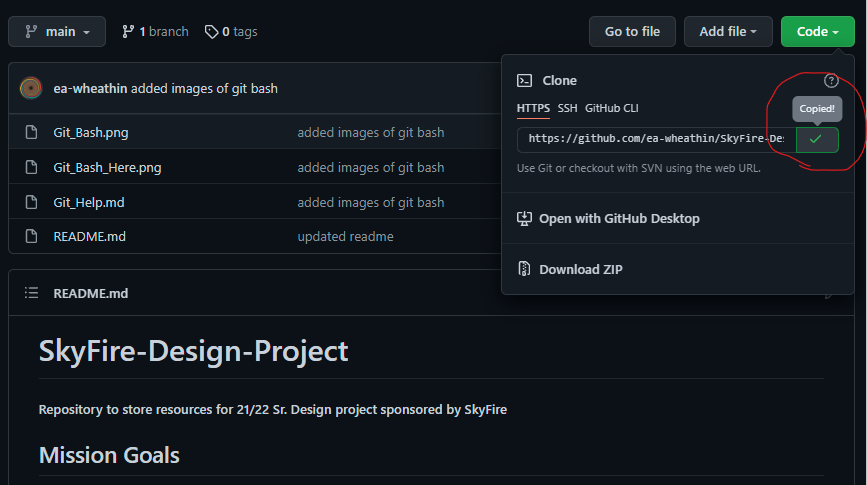 main
1 branch
0 tags
Go to file
Add file
Code
ea-wheathin added images of git bash
Git_Bash.png added images of git bash
Git_Bash_Here.png added images of git bash
Git_Help.md added images of git bash
README.md updated readme
Clone
?
Copied!
HTTPS SSH GitHub CLI
https://github.com/ea-wheathin/SkyFire-De
Use Git or checkout with SVN using the web URL.
Open with GitHub Desktop
Download ZIP
README.md
SkyFire-Design-Project
Repository to store resources for 21/22 Sr. Design project sponsored by SkyFire
Mission Goals